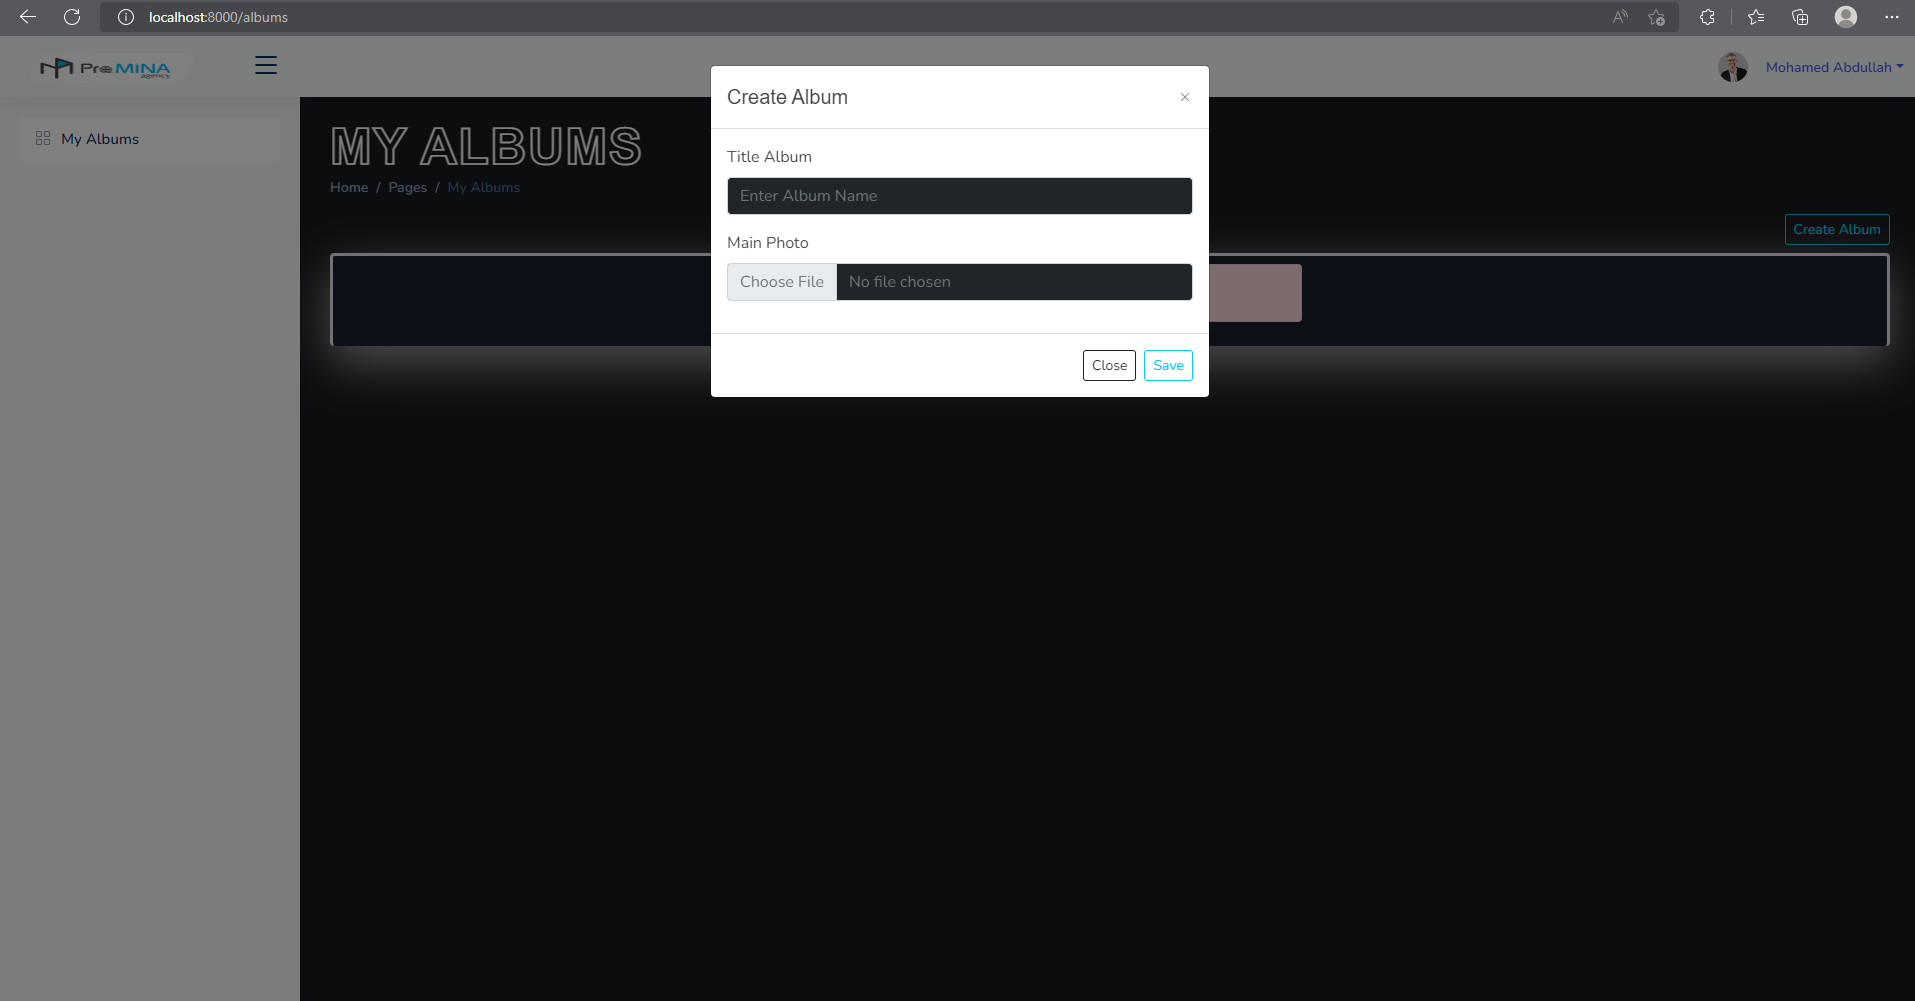 localhost:8000/albums
ProMINA
agency
Mohamed Abdullah
My Albums
MY ALBUMS
Home / Pages / My Albums
Create Album
Create Album
×
Title Album
Enter Album Name
Main Photo
Choose File No file chosen
Close Save